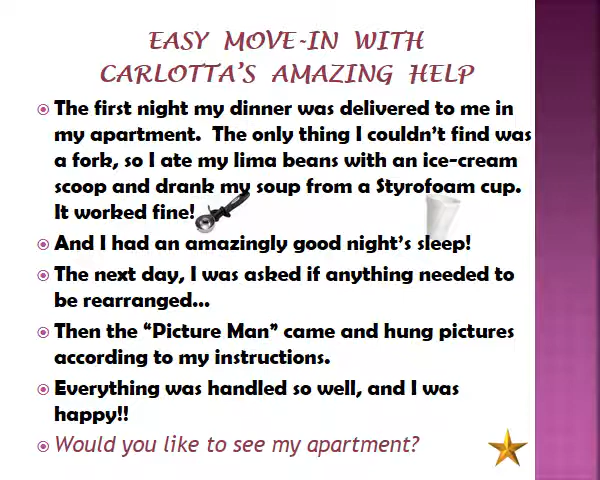 EASY MOVE-IN WITH
CARLOTTA'S AMAZING HELP
The first night my dinner was delivered to me in
my apartment. The only thing I couldn't find was
a fork, so I ate my lima beans with an ice-cream
scoop and drank my soup from a Styrofoam cup.
It worked fine!
And I had an amazingly good night's sleep!
The next day, I was asked if anything needed to
be rearranged...
Then the “Picture Man” came and hung pictures
according to my instructions.
Everything was handled so well, and I was
happy!!
Would you like to see my apartment?